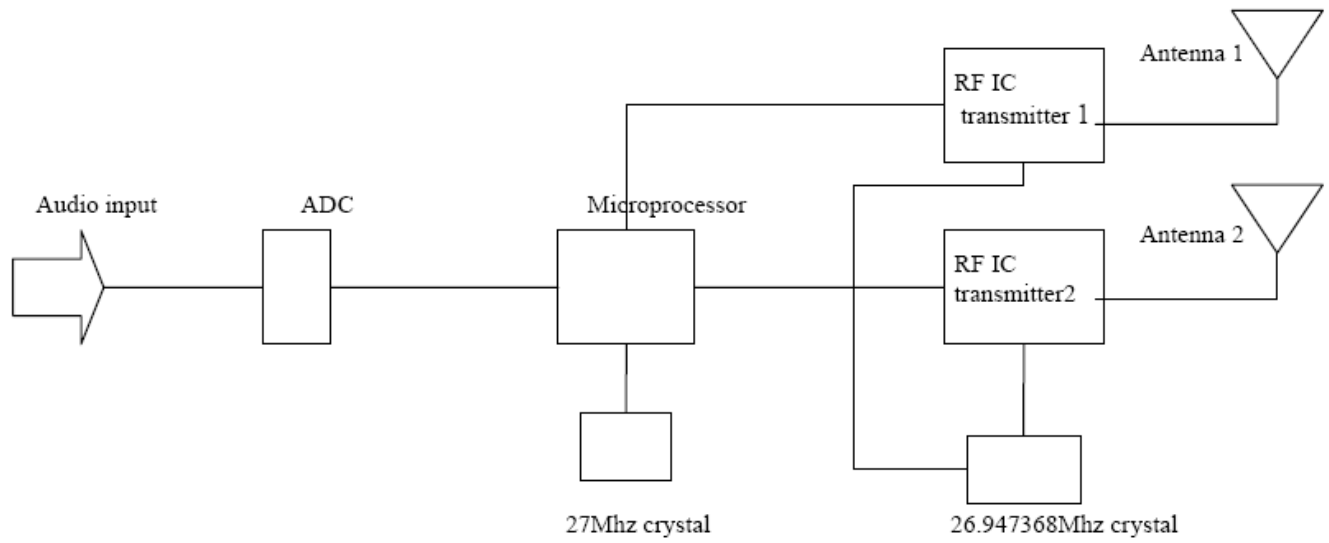 Antenna 1
RF IC
transmitter 1
Audio input
ADC
Microprocessor
Antenna 2
RF IC
transmitter2
27Mhz crystal
26.947368Mhz crystal